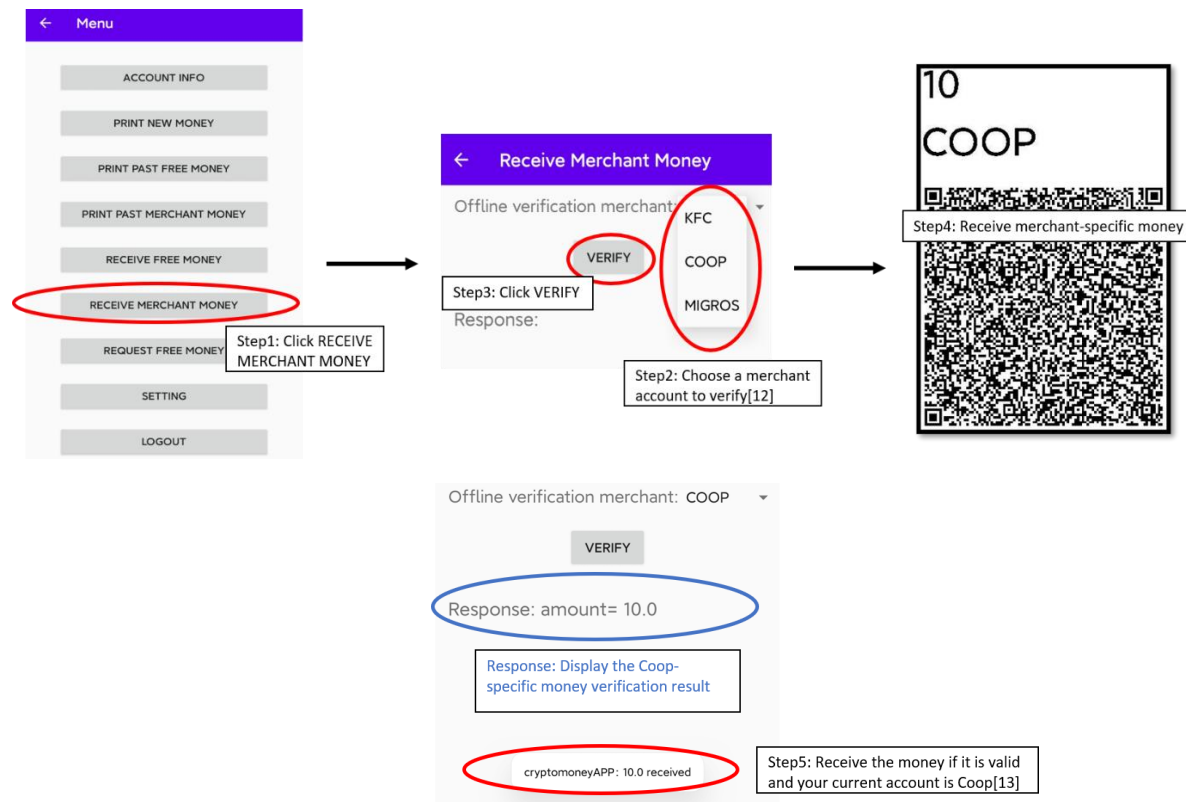 Menu
ACCOUNT INFO
PRINT NEW MONEY
PRINT PAST FREE MONEY
PRINT PAST MERCHANT MONEY
RECEIVE FREE MONEY
RECEIVE MERCHANT MONEY
Step1: Click RECEIVE
MERCHANT MONEY
REQUEST FREE MONEY
SETTING
LOGOUT
Receive Merchant Money
Offline verification merchant:
KFC
COOP
MIGROS
VERIFY
Step3: Click VERIFY
Response:
Step2: Choose a merchant
account to verify[12]
10
COOP
Step4: Receive merchant-specific money
Offline verification merchant: COOP
VERIFY
Response: amount= 10.0
Response: Display the Coop-
specific money verification result
cryptomoneyAPP: 10.0 received
Step5: Receive the money if it is valid
and your current account is Coop[13]